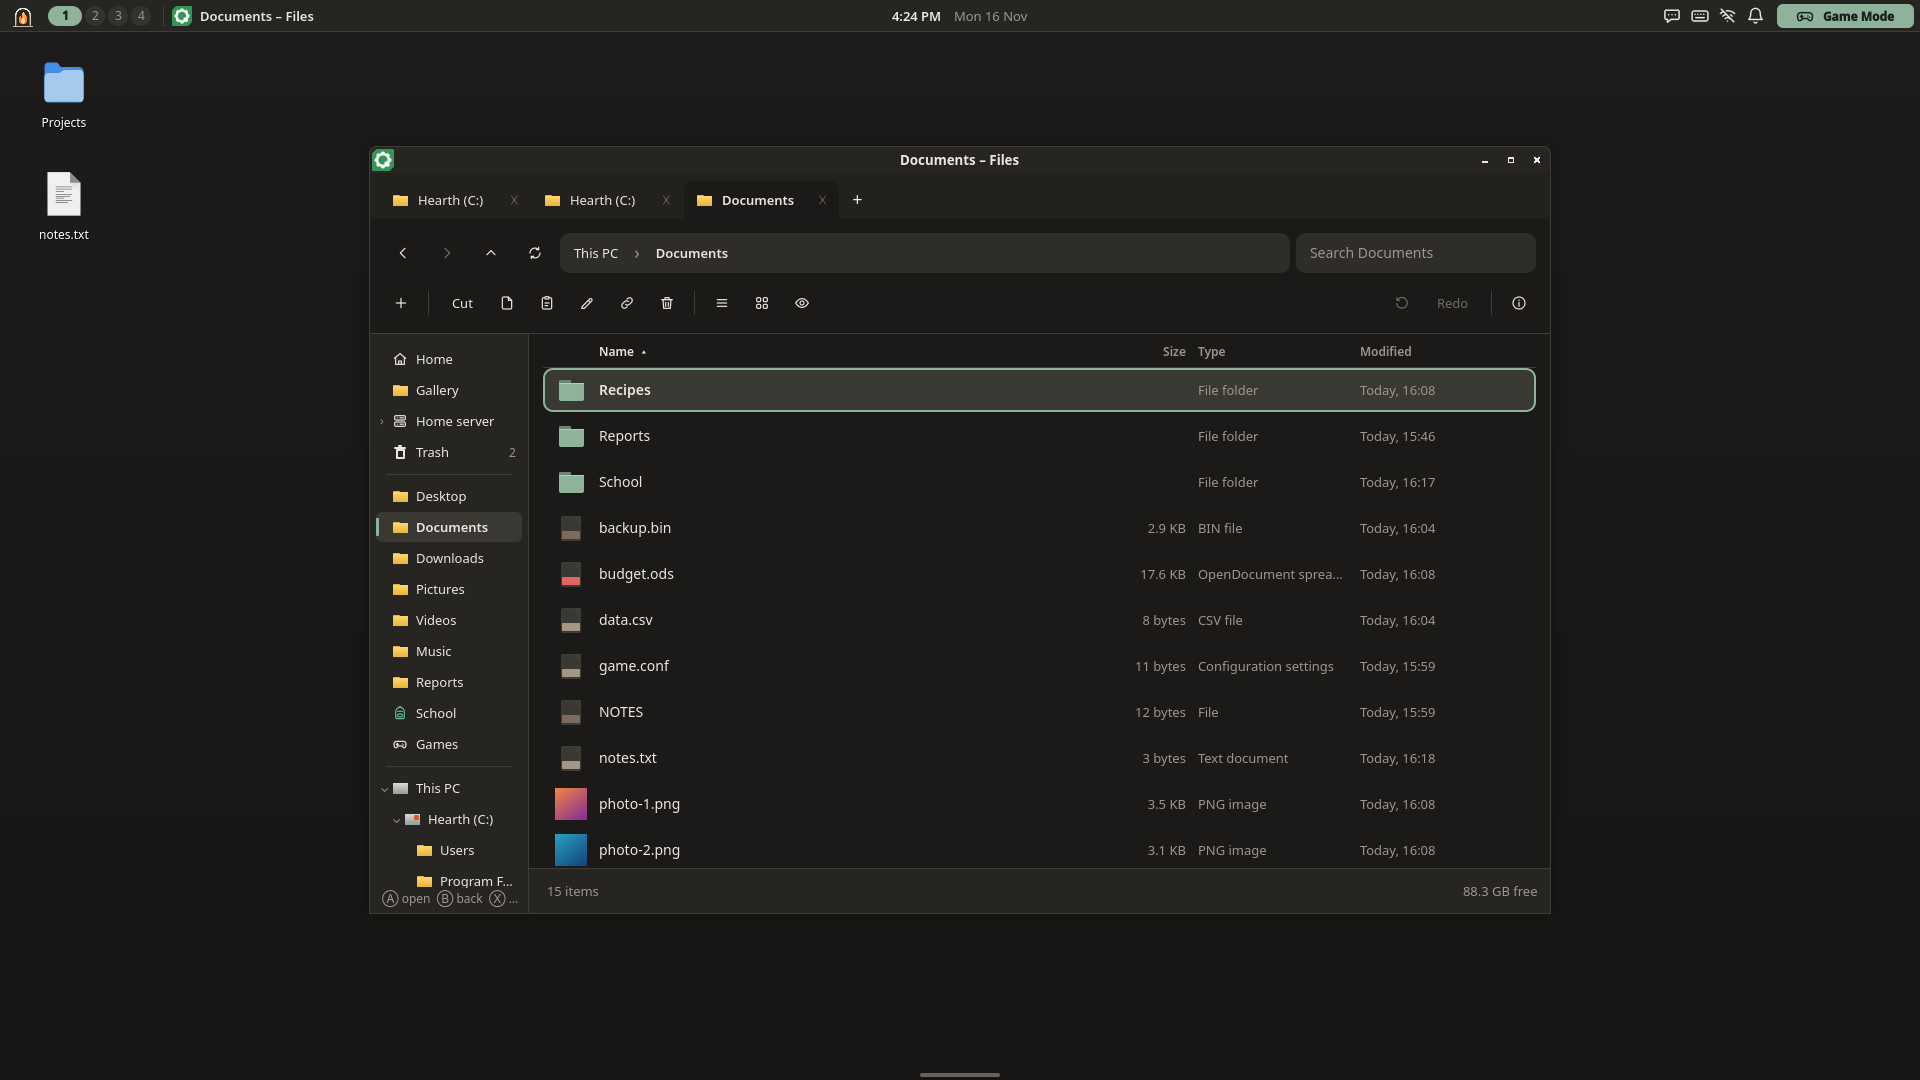 1 2 3 4 Documents – Files 4:24 PM Mon 16 Nov Game Mode
Projects
notes.txt
Documents – Files
Hearth (C:) X Hearth (C:) X Documents X +
This PC › Documents Search Documents
Cut Redo
Home
Gallery
Home server
Trash 2
Desktop
Documents
Downloads
Pictures
Videos
Music
Reports
School
Games
This PC
Hearth (C:)
Users
Program F...
A open B back X ...
Name Size Type Modified
Recipes File folder Today, 16:08
Reports File folder Today, 15:46
School File folder Today, 16:17
backup.bin 2.9 KB BIN file Today, 16:04
budget.ods 17.6 KB OpenDocument sprea... Today, 16:08
data.csv 8 bytes CSV file Today, 16:04
game.conf 11 bytes Configuration settings Today, 15:59
NOTES 12 bytes File Today, 15:59
notes.txt 3 bytes Text document Today, 16:18
photo-1.png 3.5 KB PNG image Today, 16:08
photo-2.png 3.1 KB PNG image Today, 16:08
15 items 88.3 GB free